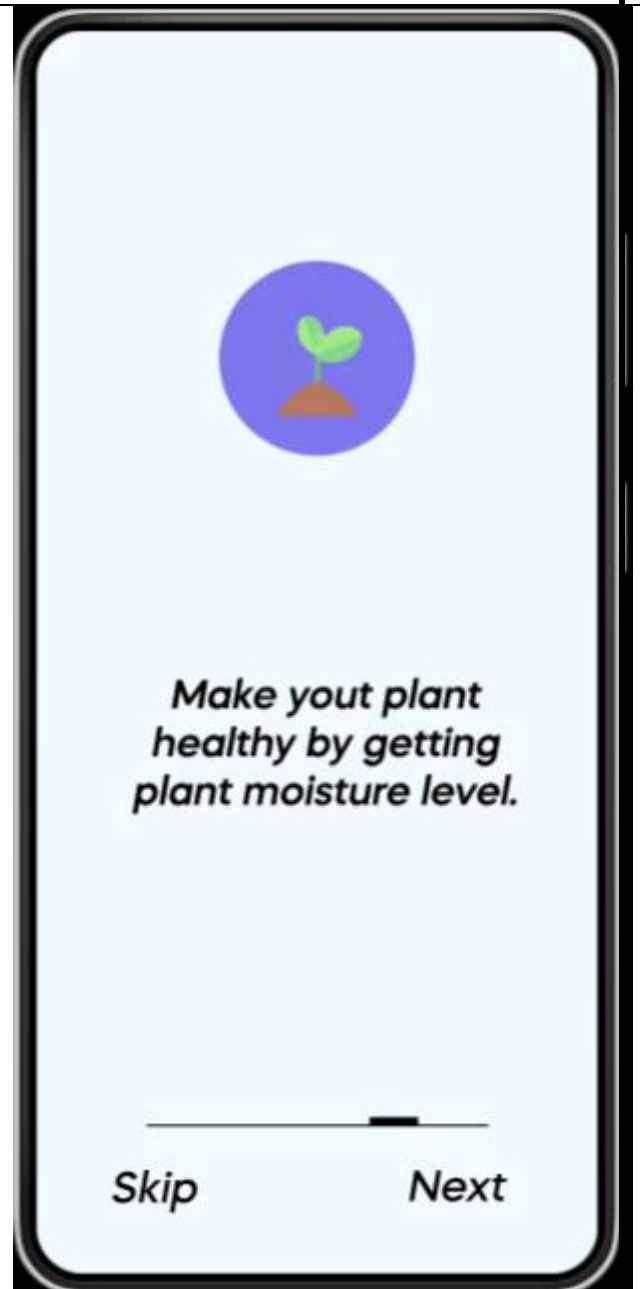 Make yout plant
healthy by getting
plant moisture level.
Skip
Next